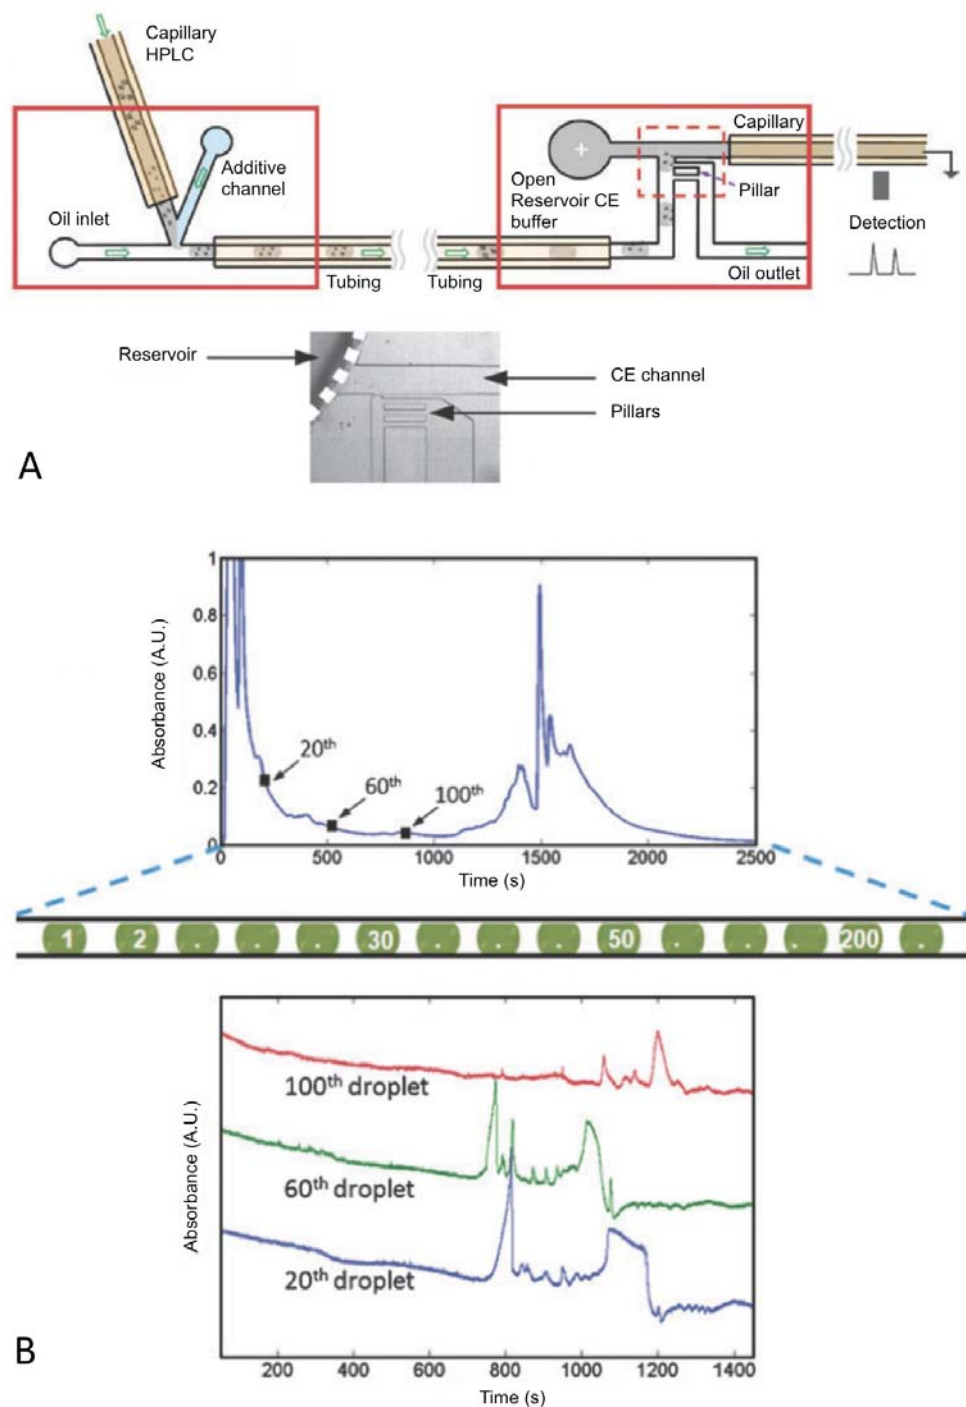 Capillary
HPLC
Additive
channel
Oil inlet
Tubing
Tubing
Open
Reservoir CE
buffer
Capillary
Pillar
Detection
Oil outlet
+
Reservoir
CE channel
Pillars
A
1
0.8
0.6
0.4
0.2
0
Absorbance (A.U.)
20th
60th
100th
0 500 1000 1500 2000 2500
Time (s)
1 2 . . . 30 . . . 50 . . . 200 .
100th droplet
60th droplet
20th droplet
Absorbance (A.U.)
200 400 600 800 1000 1200 1400
Time (s)
B